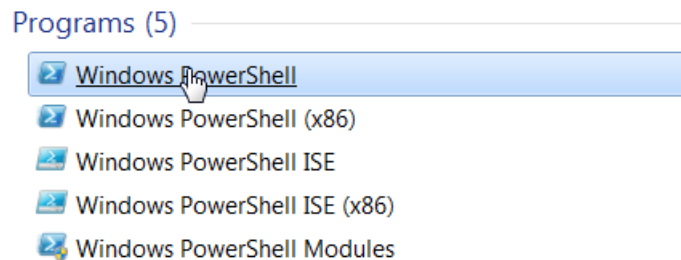 Programs (5)
Windows PowerShell
Windows PowerShell (x86)
Windows PowerShell ISE
Windows PowerShell ISE (x86)
Windows PowerShell Modules